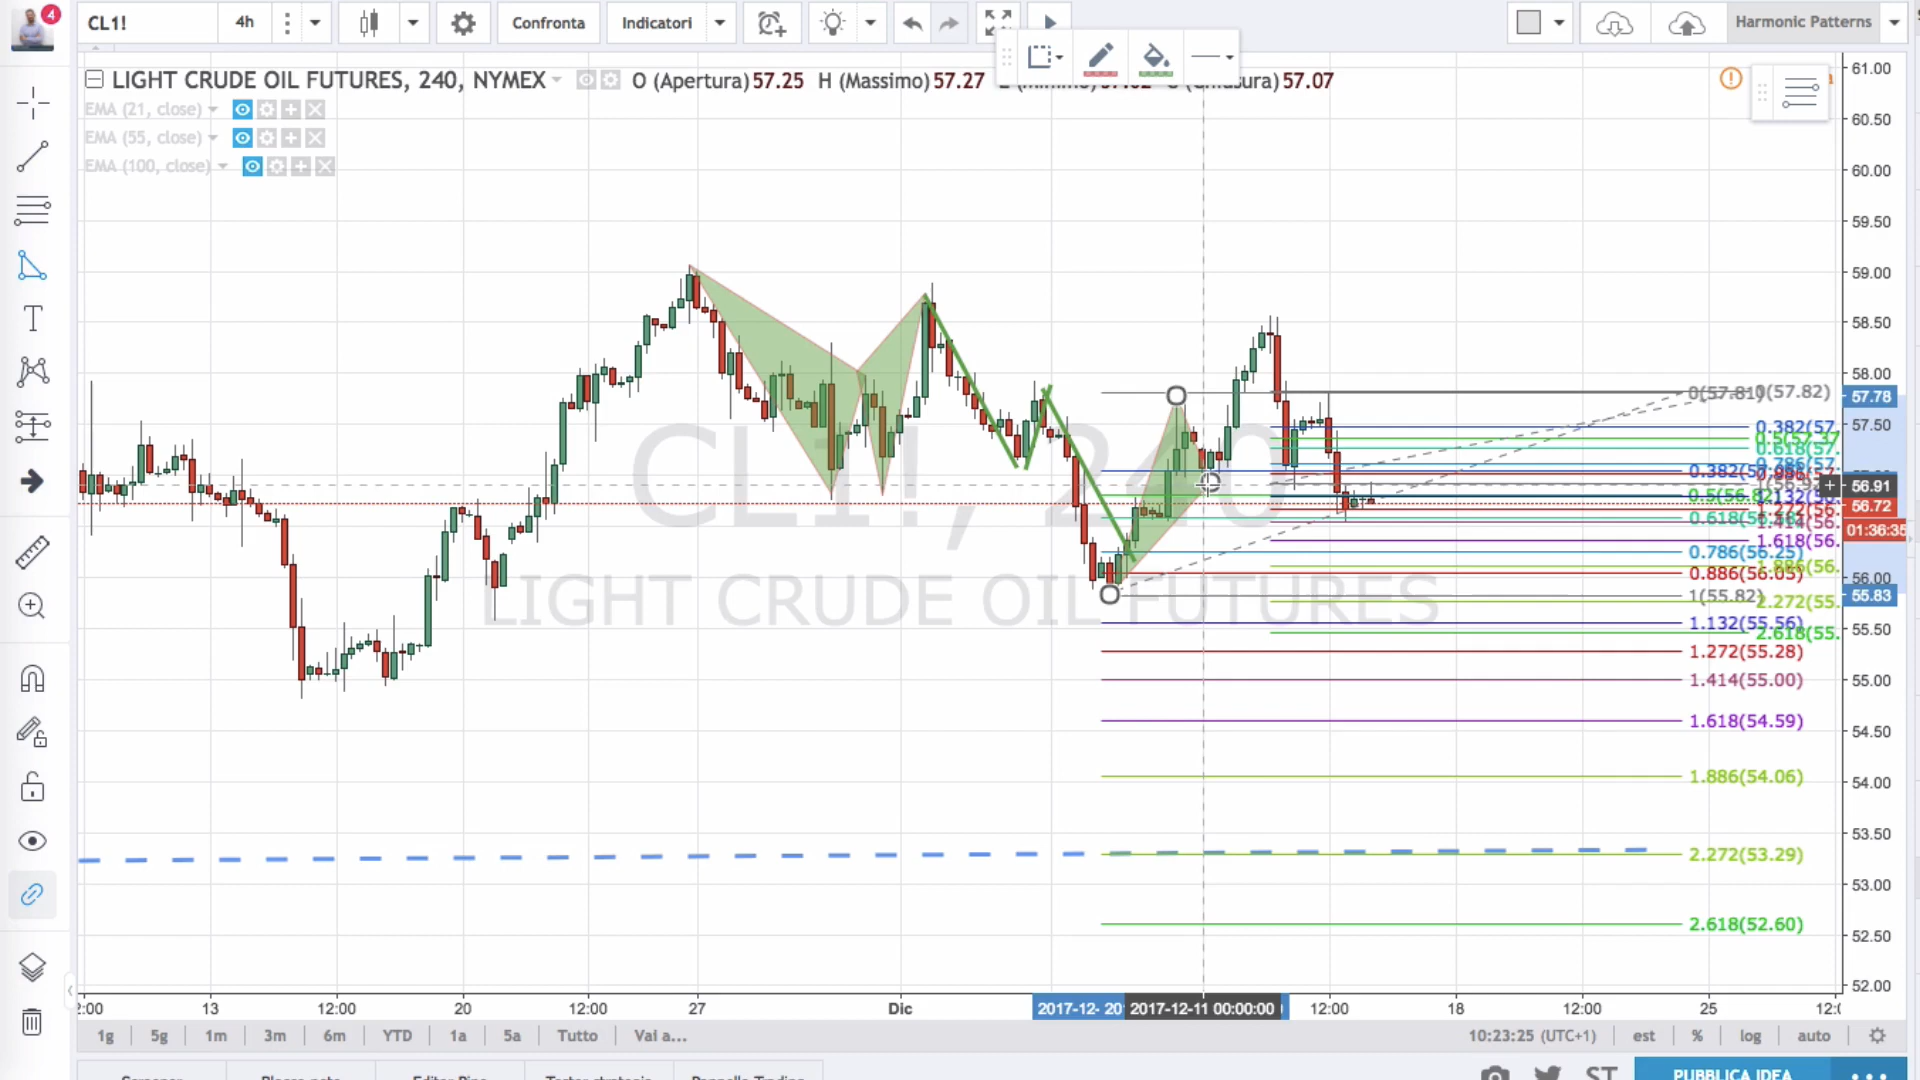 4
CL1!
4h
Confronta
Indicatori
Harmonic Patterns
LIGHT CRUDE OIL FUTURES, 240, NYMEX
O (Apertura) 57.25 H (Massimo) 57.27 57.07
EMA (21, close)
EMA (55, close)
EMA (100, close)
CL1!, 240
LIGHT CRUDE OIL FUTURES
61.00
60.50
60.00
59.50
59.00
58.50
58.00
57.78
57.50
56.91
56.72
01:36:35
56.00
55.83
55.50
55.00
54.50
54.00
53.50
53.00
52.50
52.00
0(57.82)
0.382(57.
0.618(57.
0.786(56.25)
0.886(56.05)
1.618(56.
1(55.82)
2.272(55.
1.132(55.56)
2.618(55.
1.272(55.28)
1.414(55.00)
1.618(54.59)
1.886(54.06)
2.272(53.29)
2.618(52.60)
2:00 13 12:00 20 12:00 27 Dic 2017-12- 20 2017-12-11 00:00:00 12:00 18 12:00 25 12:0
1g 5g 1m 3m 6m YTD 1a 5a Tutto Vai a... 10:23:25 (UTC+1) est % log auto
ST PUBBLICA IDEA